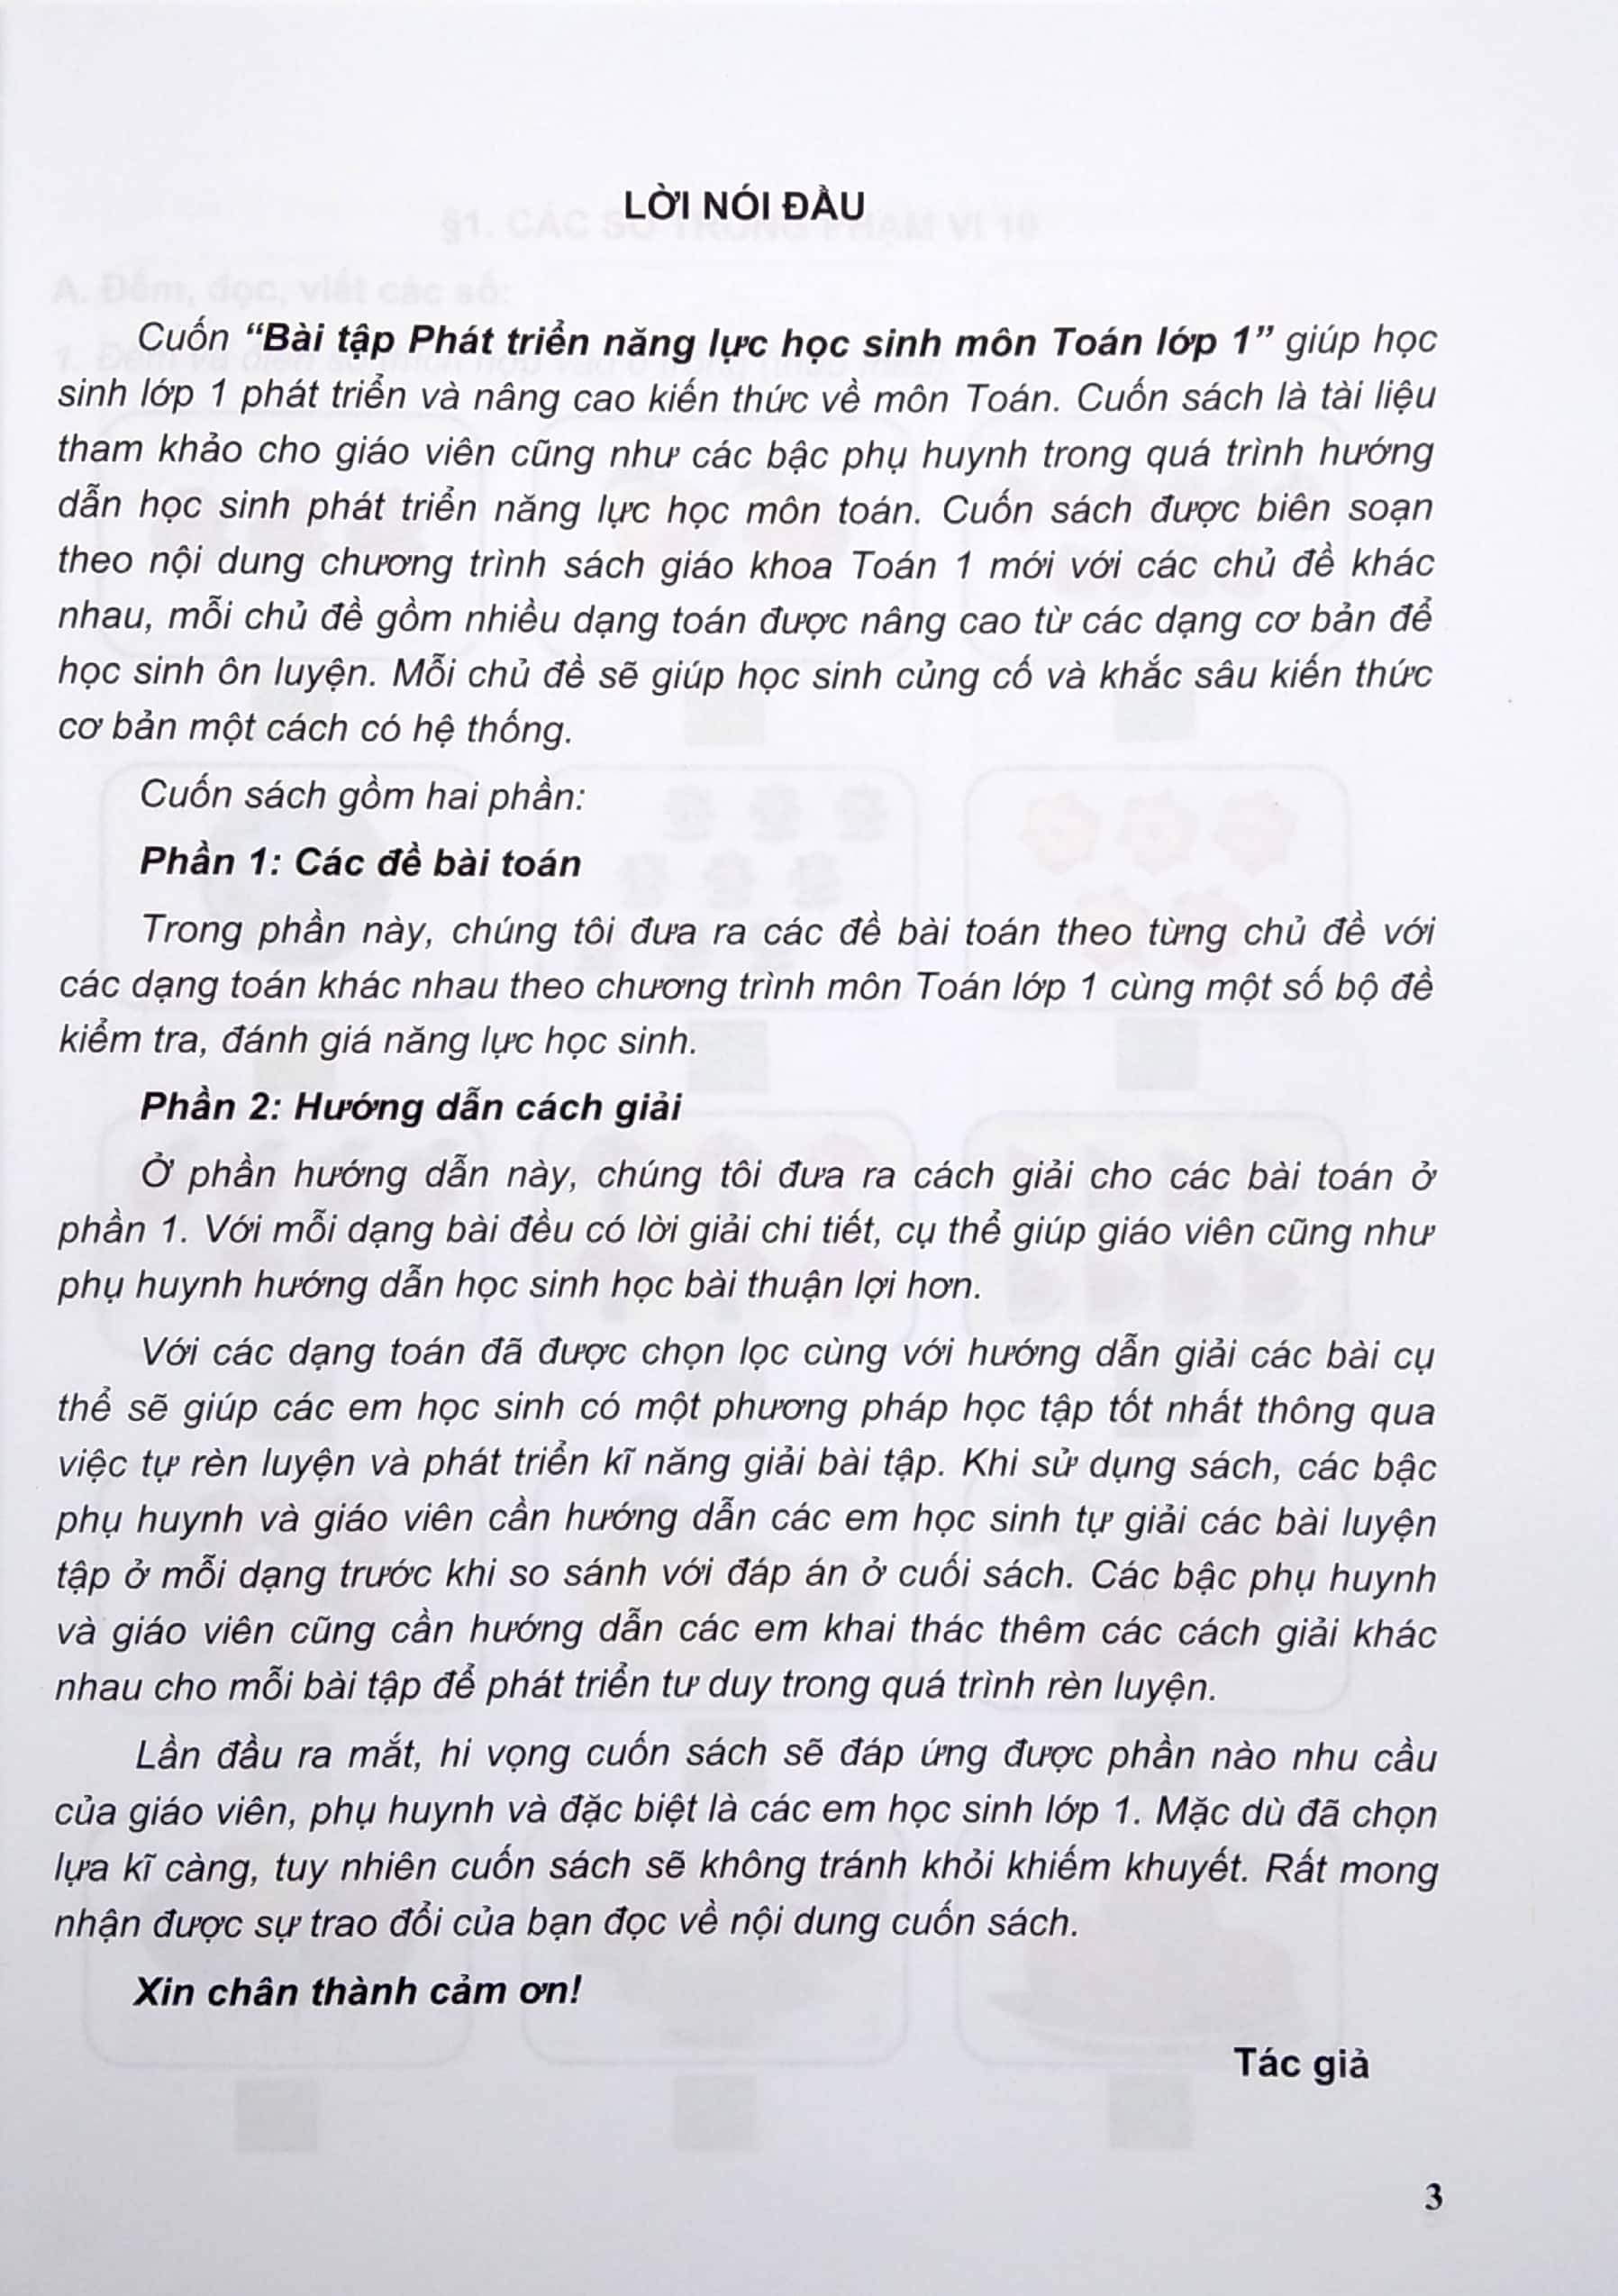 LỜI NÓI ĐẦU
Cuốn “Bài tập Phát triển năng lực học sinh môn Toán lớp 1” giúp học
sinh lớp 1 phát triển và nâng cao kiến thức về môn Toán. Cuốn sách là tài liệu
tham khảo cho giáo viên cũng như các bậc phụ huynh trong quá trình hướng
dẫn học sinh phát triển năng lực học môn toán. Cuốn sách được biên soạn
theo nội dung chương trình sách giáo khoa Toán 1 mới với các chủ đề khác
nhau, mỗi chủ đề gồm nhiều dạng toán được nâng cao từ các dạng cơ bản để
học sinh ôn luyện. Mỗi chủ đề sẽ giúp học sinh củng cố và khắc sâu kiến thức
cơ bản một cách có hệ thống.
Cuốn sách gồm hai phần:
Phần 1: Các đề bài toán
Trong phần này, chúng tôi đưa ra các đề bài toán theo từng chủ đề với
các dạng toán khác nhau theo chương trình môn Toán lớp 1 cùng một số bộ đề
kiểm tra, đánh giá năng lực học sinh.
Phần 2: Hướng dẫn cách giải
Ở phần hướng dẫn này, chúng tôi đưa ra cách giải cho các bài toán ở
phần 1. Với mỗi dạng bài đều có lời giải chi tiết, cụ thể giúp giáo viên cũng như
phụ huynh hướng dẫn học sinh học bài thuận lợi hơn.
Với các dạng toán đã được chọn lọc cùng với hướng dẫn giải các bài cụ
thể sẽ giúp các em học sinh có một phương pháp học tập tốt nhất thông qua
việc tự rèn luyện và phát triển kĩ năng giải bài tập. Khi sử dụng sách, các bậc
phụ huynh và giáo viên cần hướng dẫn các em học sinh tự giải các bài luyện
tập ở mỗi dạng trước khi so sánh với đáp án ở cuối sách. Các bậc phụ huynh
và giáo viên cũng cần hướng dẫn các em khai thác thêm các cách giải khác
nhau cho mỗi bài tập để phát triển tư duy trong quá trình rèn luyện.
Lần đầu ra mắt, hi vọng cuốn sách sẽ đáp ứng được phần nào nhu cầu
của giáo viên, phụ huynh và đặc biệt là các em học sinh lớp 1. Mặc dù đã chọn
lựa kĩ càng, tuy nhiên cuốn sách sẽ không tránh khỏi khiếm khuyết. Rất mong
nhận được sự trao đổi của bạn đọc về nội dung cuốn sách.
Xin chân thành cảm ơn!
Tác giả
3